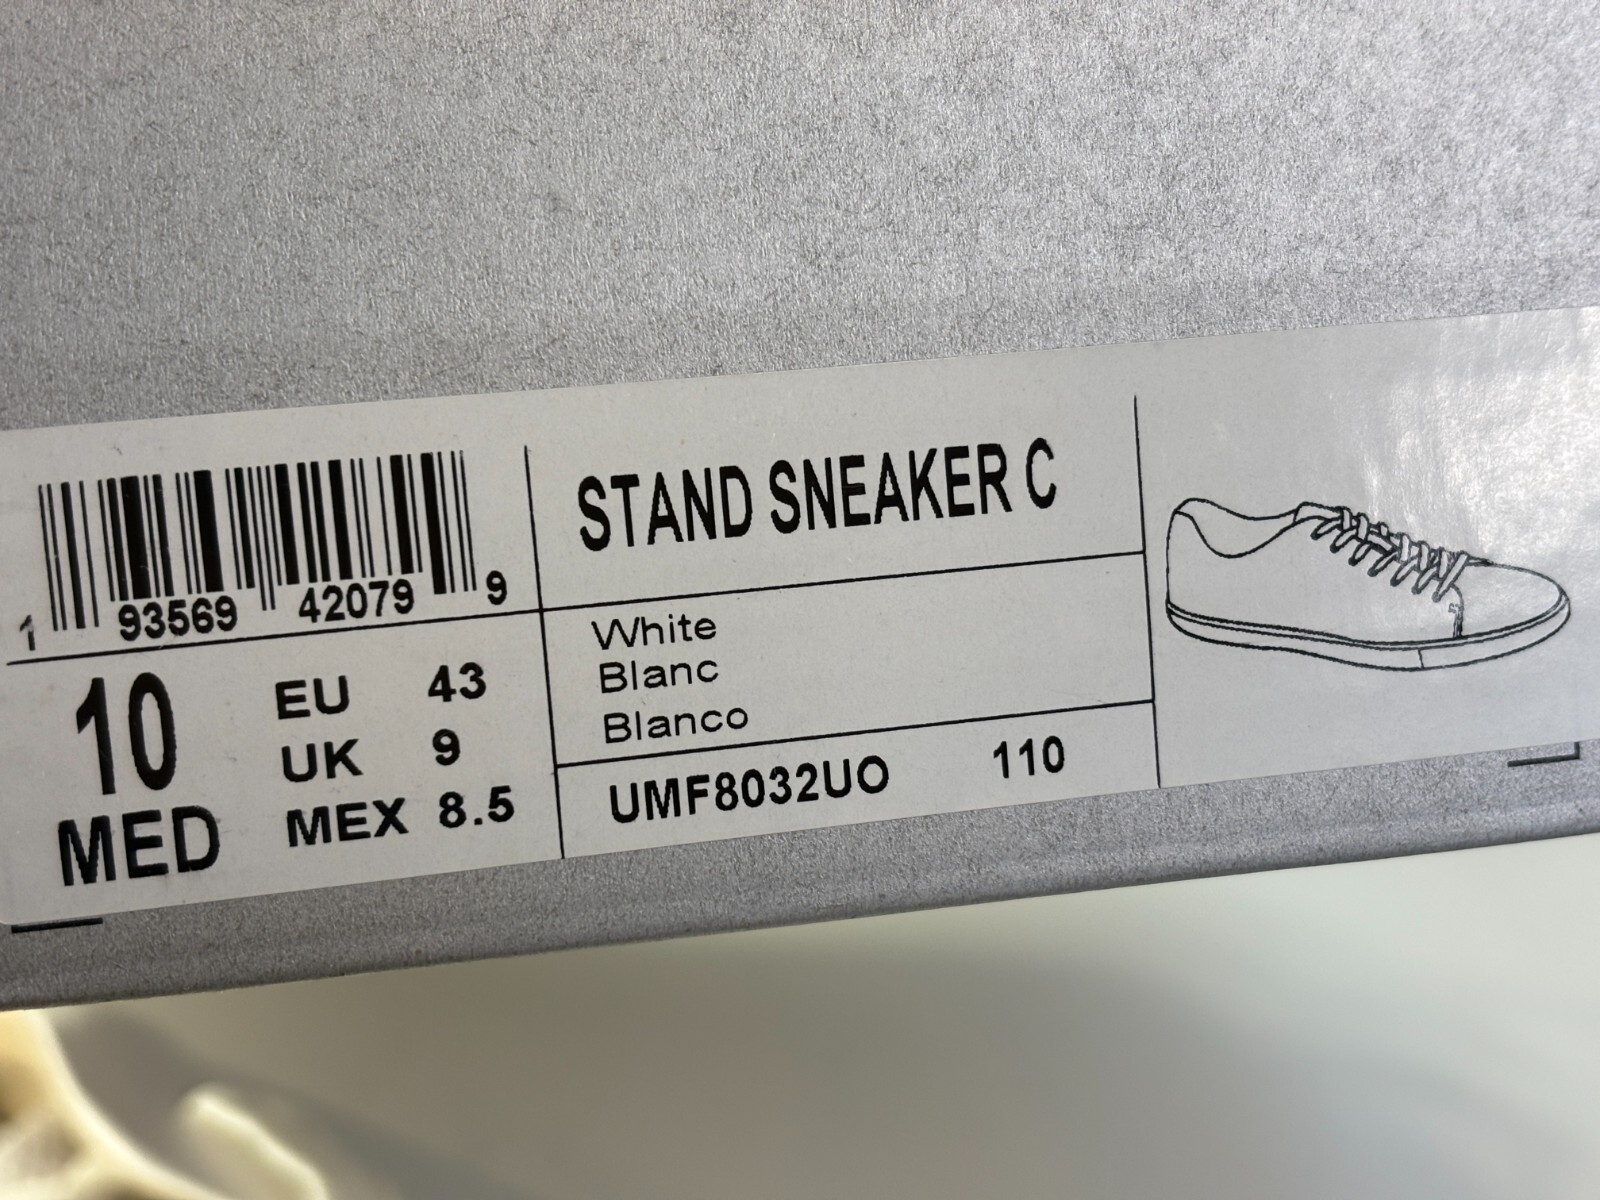 1 93569 42079 9
STAND SNEAKER C
White
Blanc
Blanco
10
MED
EU 43
UK 9
MEX 8.5
UMF8032UO 110